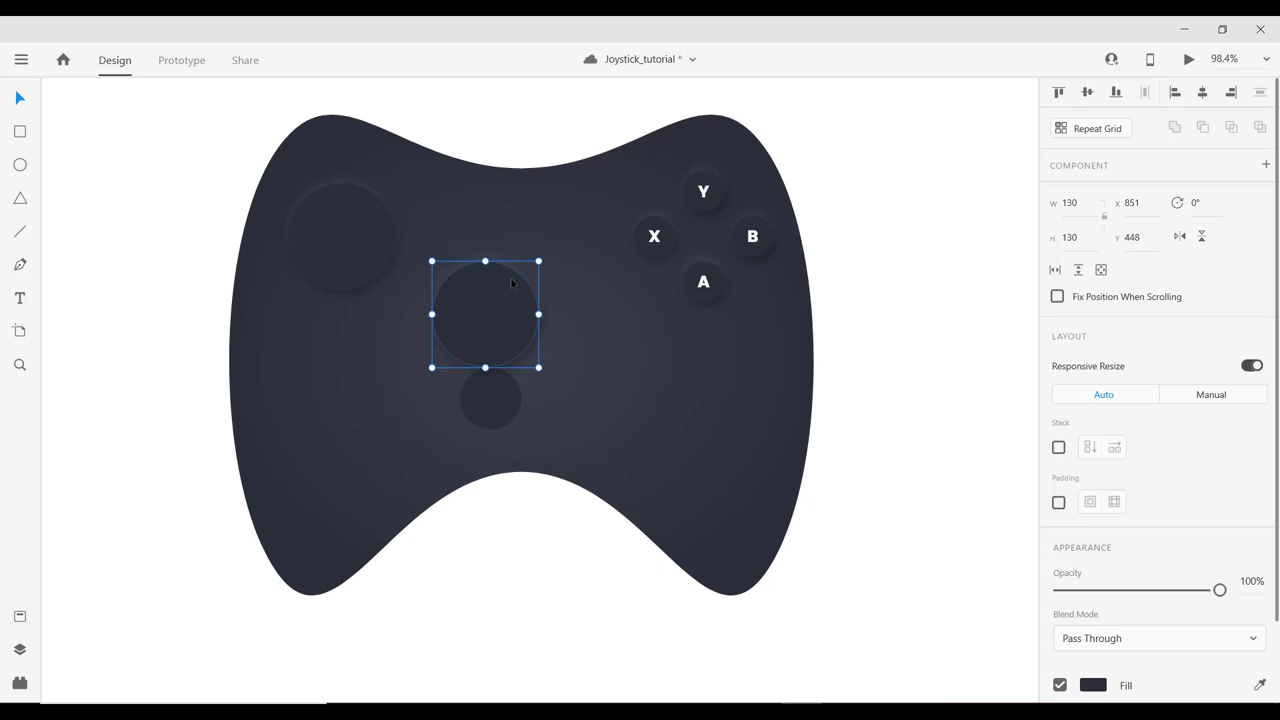 Design
Prototype
Share
Joystick_tutorial *
98.4%
Repeat Grid
COMPONENT
W 130
X 851
0°
H 130
Y 448
Fix Position When Scrolling
LAYOUT
Responsive Resize
Auto
Manual
Stack
Padding
APPEARANCE
Opacity
100%
Blend Mode
Pass Through
Fill
Y
X
B
A